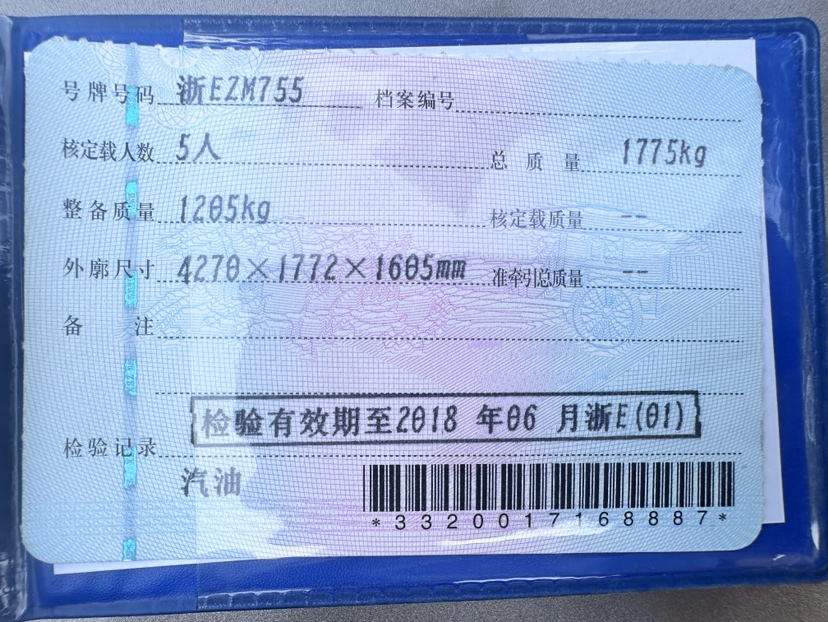 号牌号码 浙EZM755 档案编号
核定载人数 5人 总质量 1775kg
整备质量 1205kg 核定载质量 --
外廓尺寸 4270×1772×1605mm 准牵引总质量 --
备注
检验有效期至2018 年06 月浙E(01)
检验记录
汽油
*3320017168887*